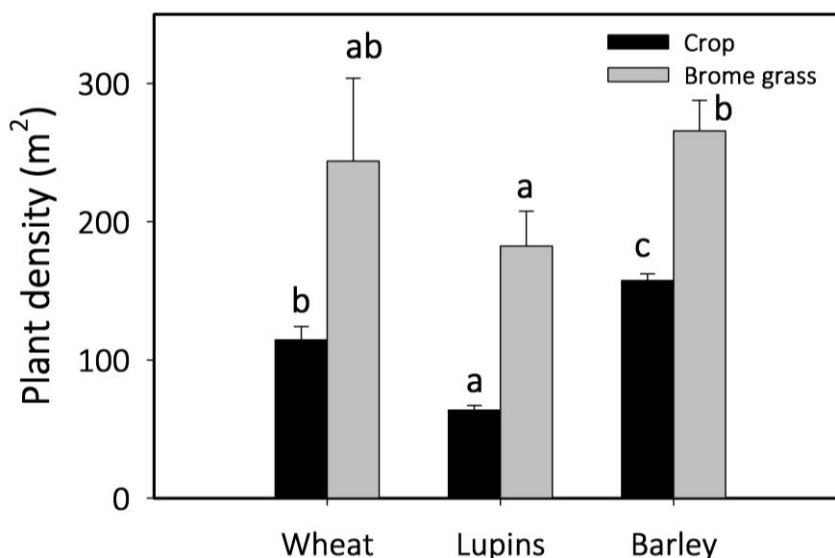 Plant density (m²)
300
200
100
0
Crop
Brome grass
ab
b
a
a
c
b
Wheat
Lupins
Barley